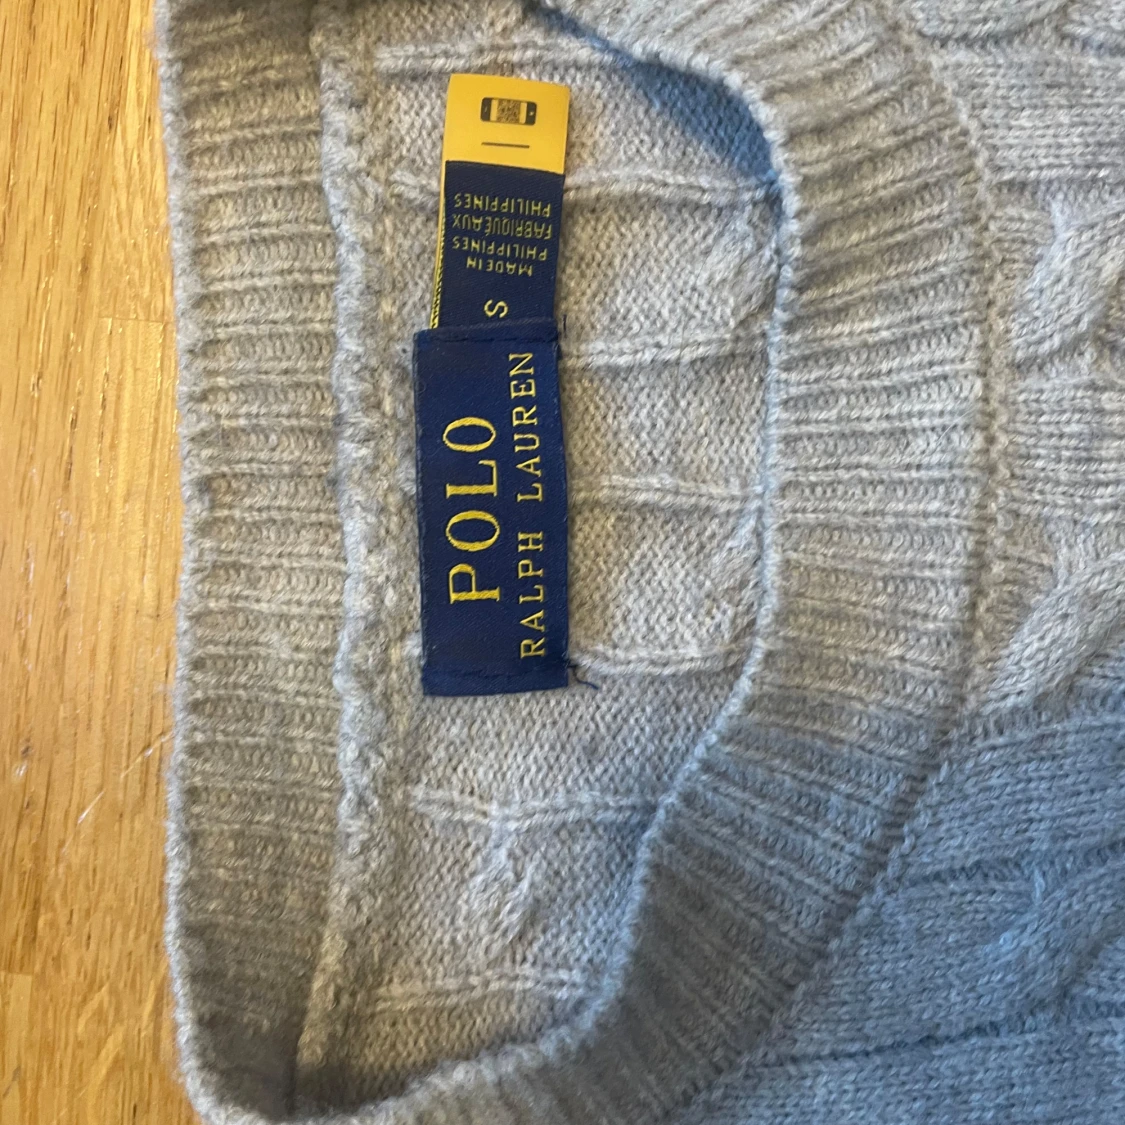 POLO
RALPH LAUREN
S
MADE IN
PHILIPPINES
FABRIQUÉ AUX
PHILIPPINES